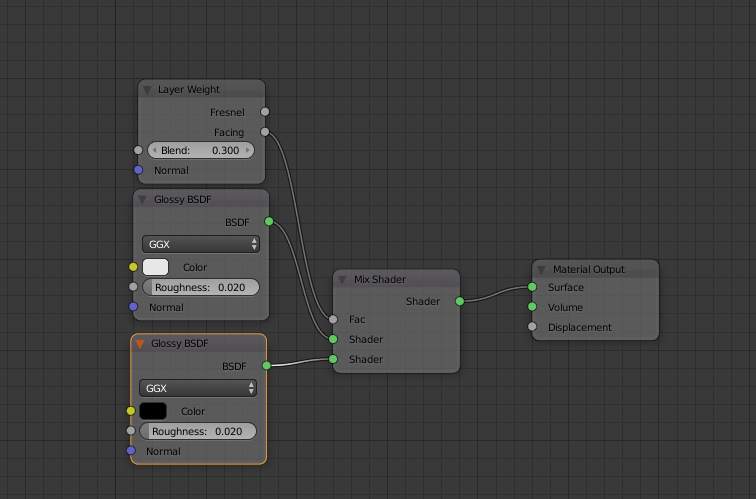 Layer Weight
Fresnel
Facing
Blend: 0.300
Normal
Glossy BSDF
BSDF
GGX
Color
Roughness: 0.020
Normal
Glossy BSDF
BSDF
GGX
Color
Roughness: 0.020
Normal
Mix Shader
Shader
Fac
Shader
Shader
Material Output
Surface
Volume
Displacement